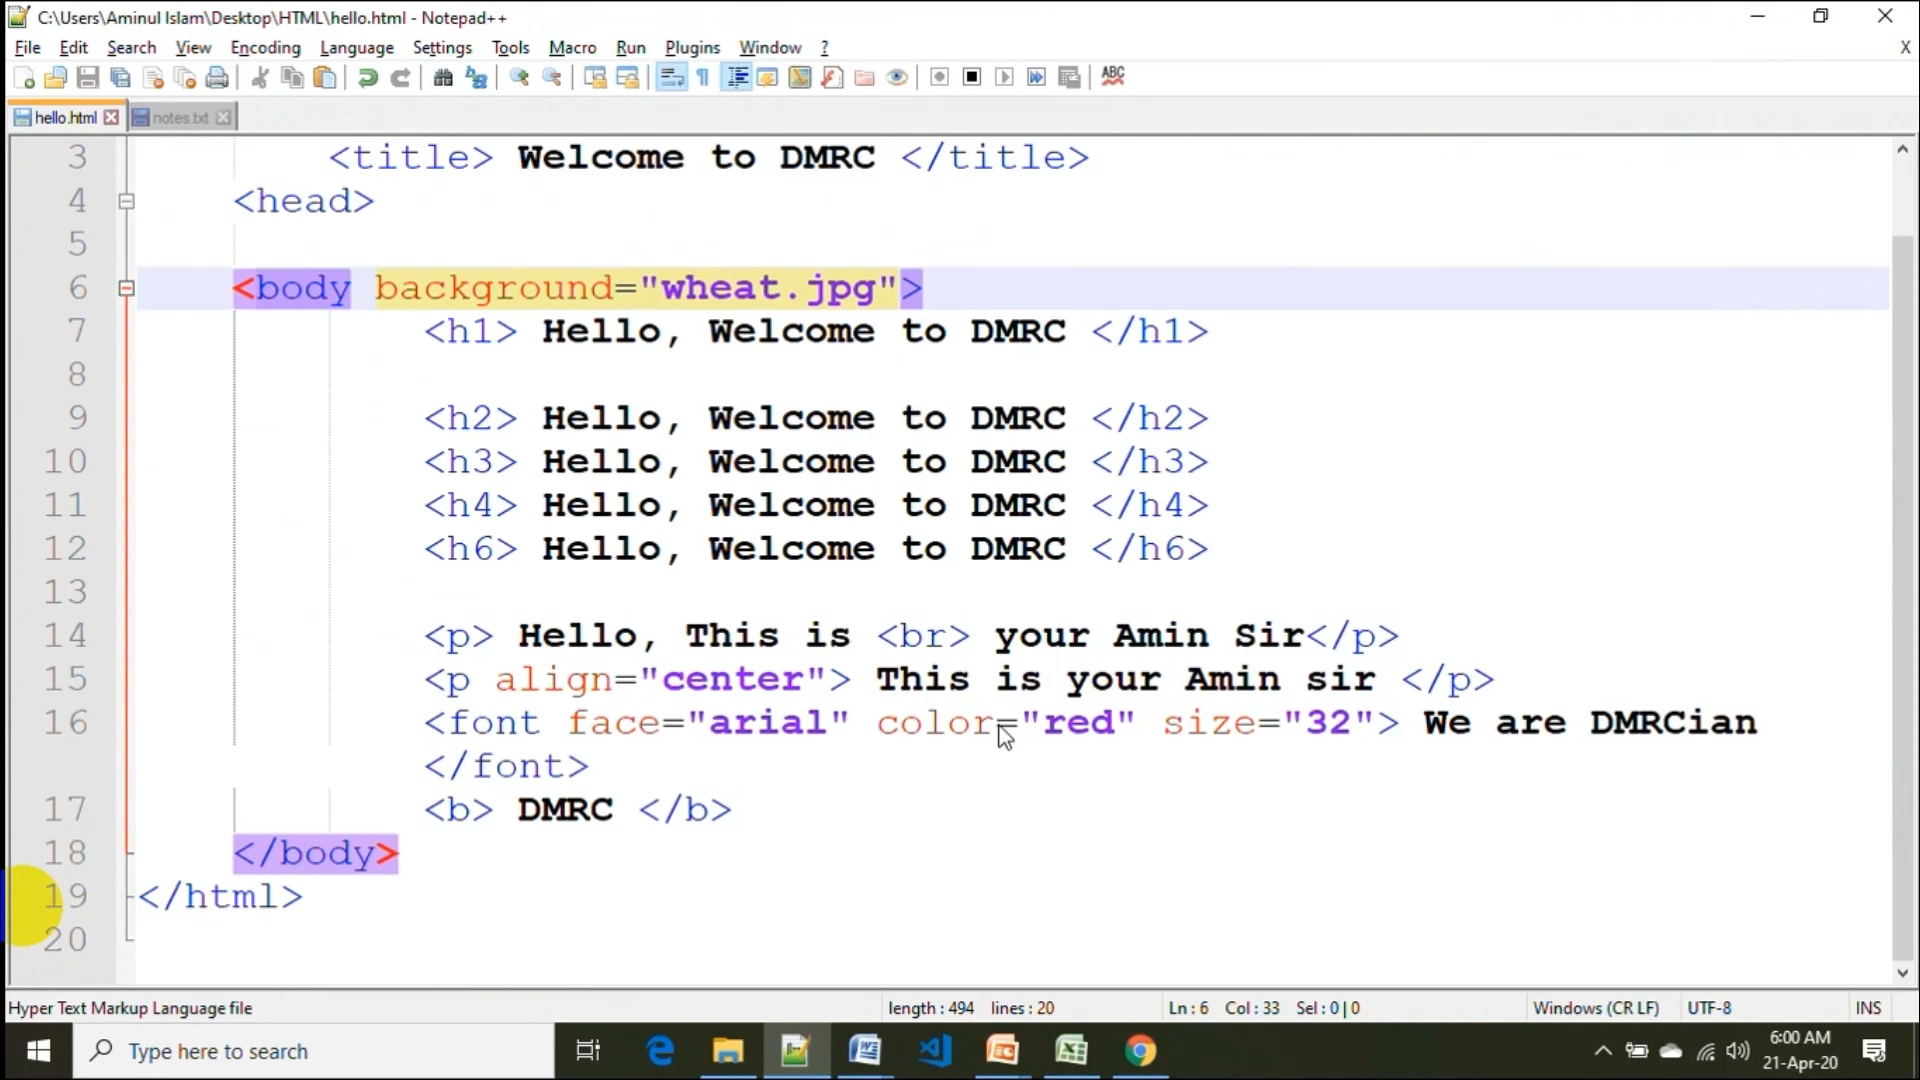 C:\Users\Aminul Islam\Desktop\HTML\hello.html - Notepad++
File Edit Search View Encoding Language Settings Tools Macro Run Plugins Window ? X
ABC
hello.html notes.txt
3 <title> Welcome to DMRC </title>
4 <head>
5
6 <body background="wheat.jpg">
7 <h1> Hello, Welcome to DMRC </h1>
8
9 <h2> Hello, Welcome to DMRC </h2>
10 <h3> Hello, Welcome to DMRC </h3>
11 <h4> Hello, Welcome to DMRC </h4>
12 <h6> Hello, Welcome to DMRC </h6>
13
14 <p> Hello, This is <br> your Amin Sir</p>
15 <p align="center"> This is your Amin sir </p>
16 <font face="arial" color="red" size="32"> We are DMRCian
</font>
17 <b> DMRC </b>
18 </body>
19 </html>
20
Hyper Text Markup Language file length : 494 lines : 20 Ln : 6 Col : 33 Sel : 0 | 0 Windows (CR LF) UTF-8 INS
Type here to search
6:00 AM
21-Apr-20